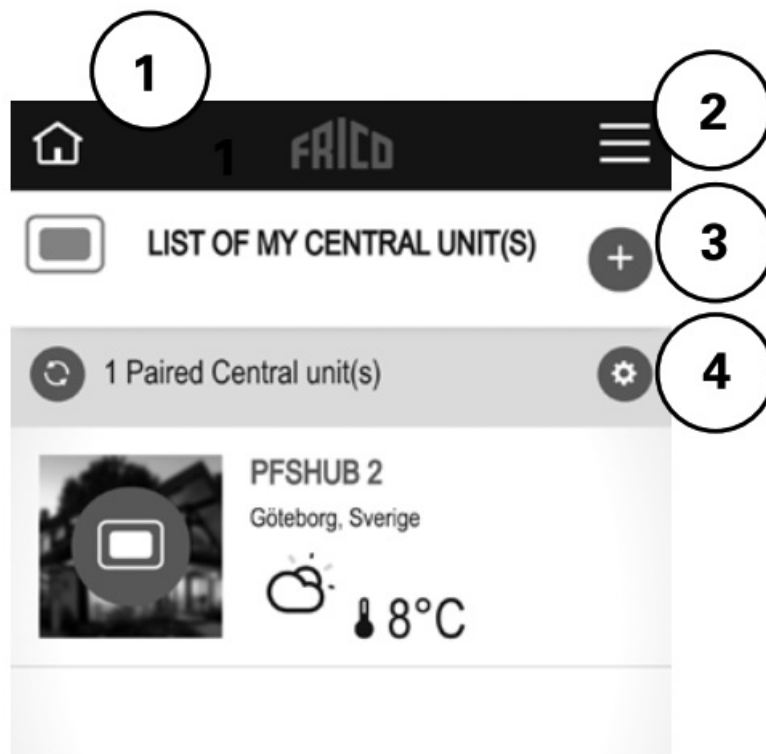 1
2
1
FRICO
LIST OF MY CENTRAL UNIT(S)
3
1 Paired Central unit(s)
4
PFSHUB 2
Göteborg, Sverige
8°C